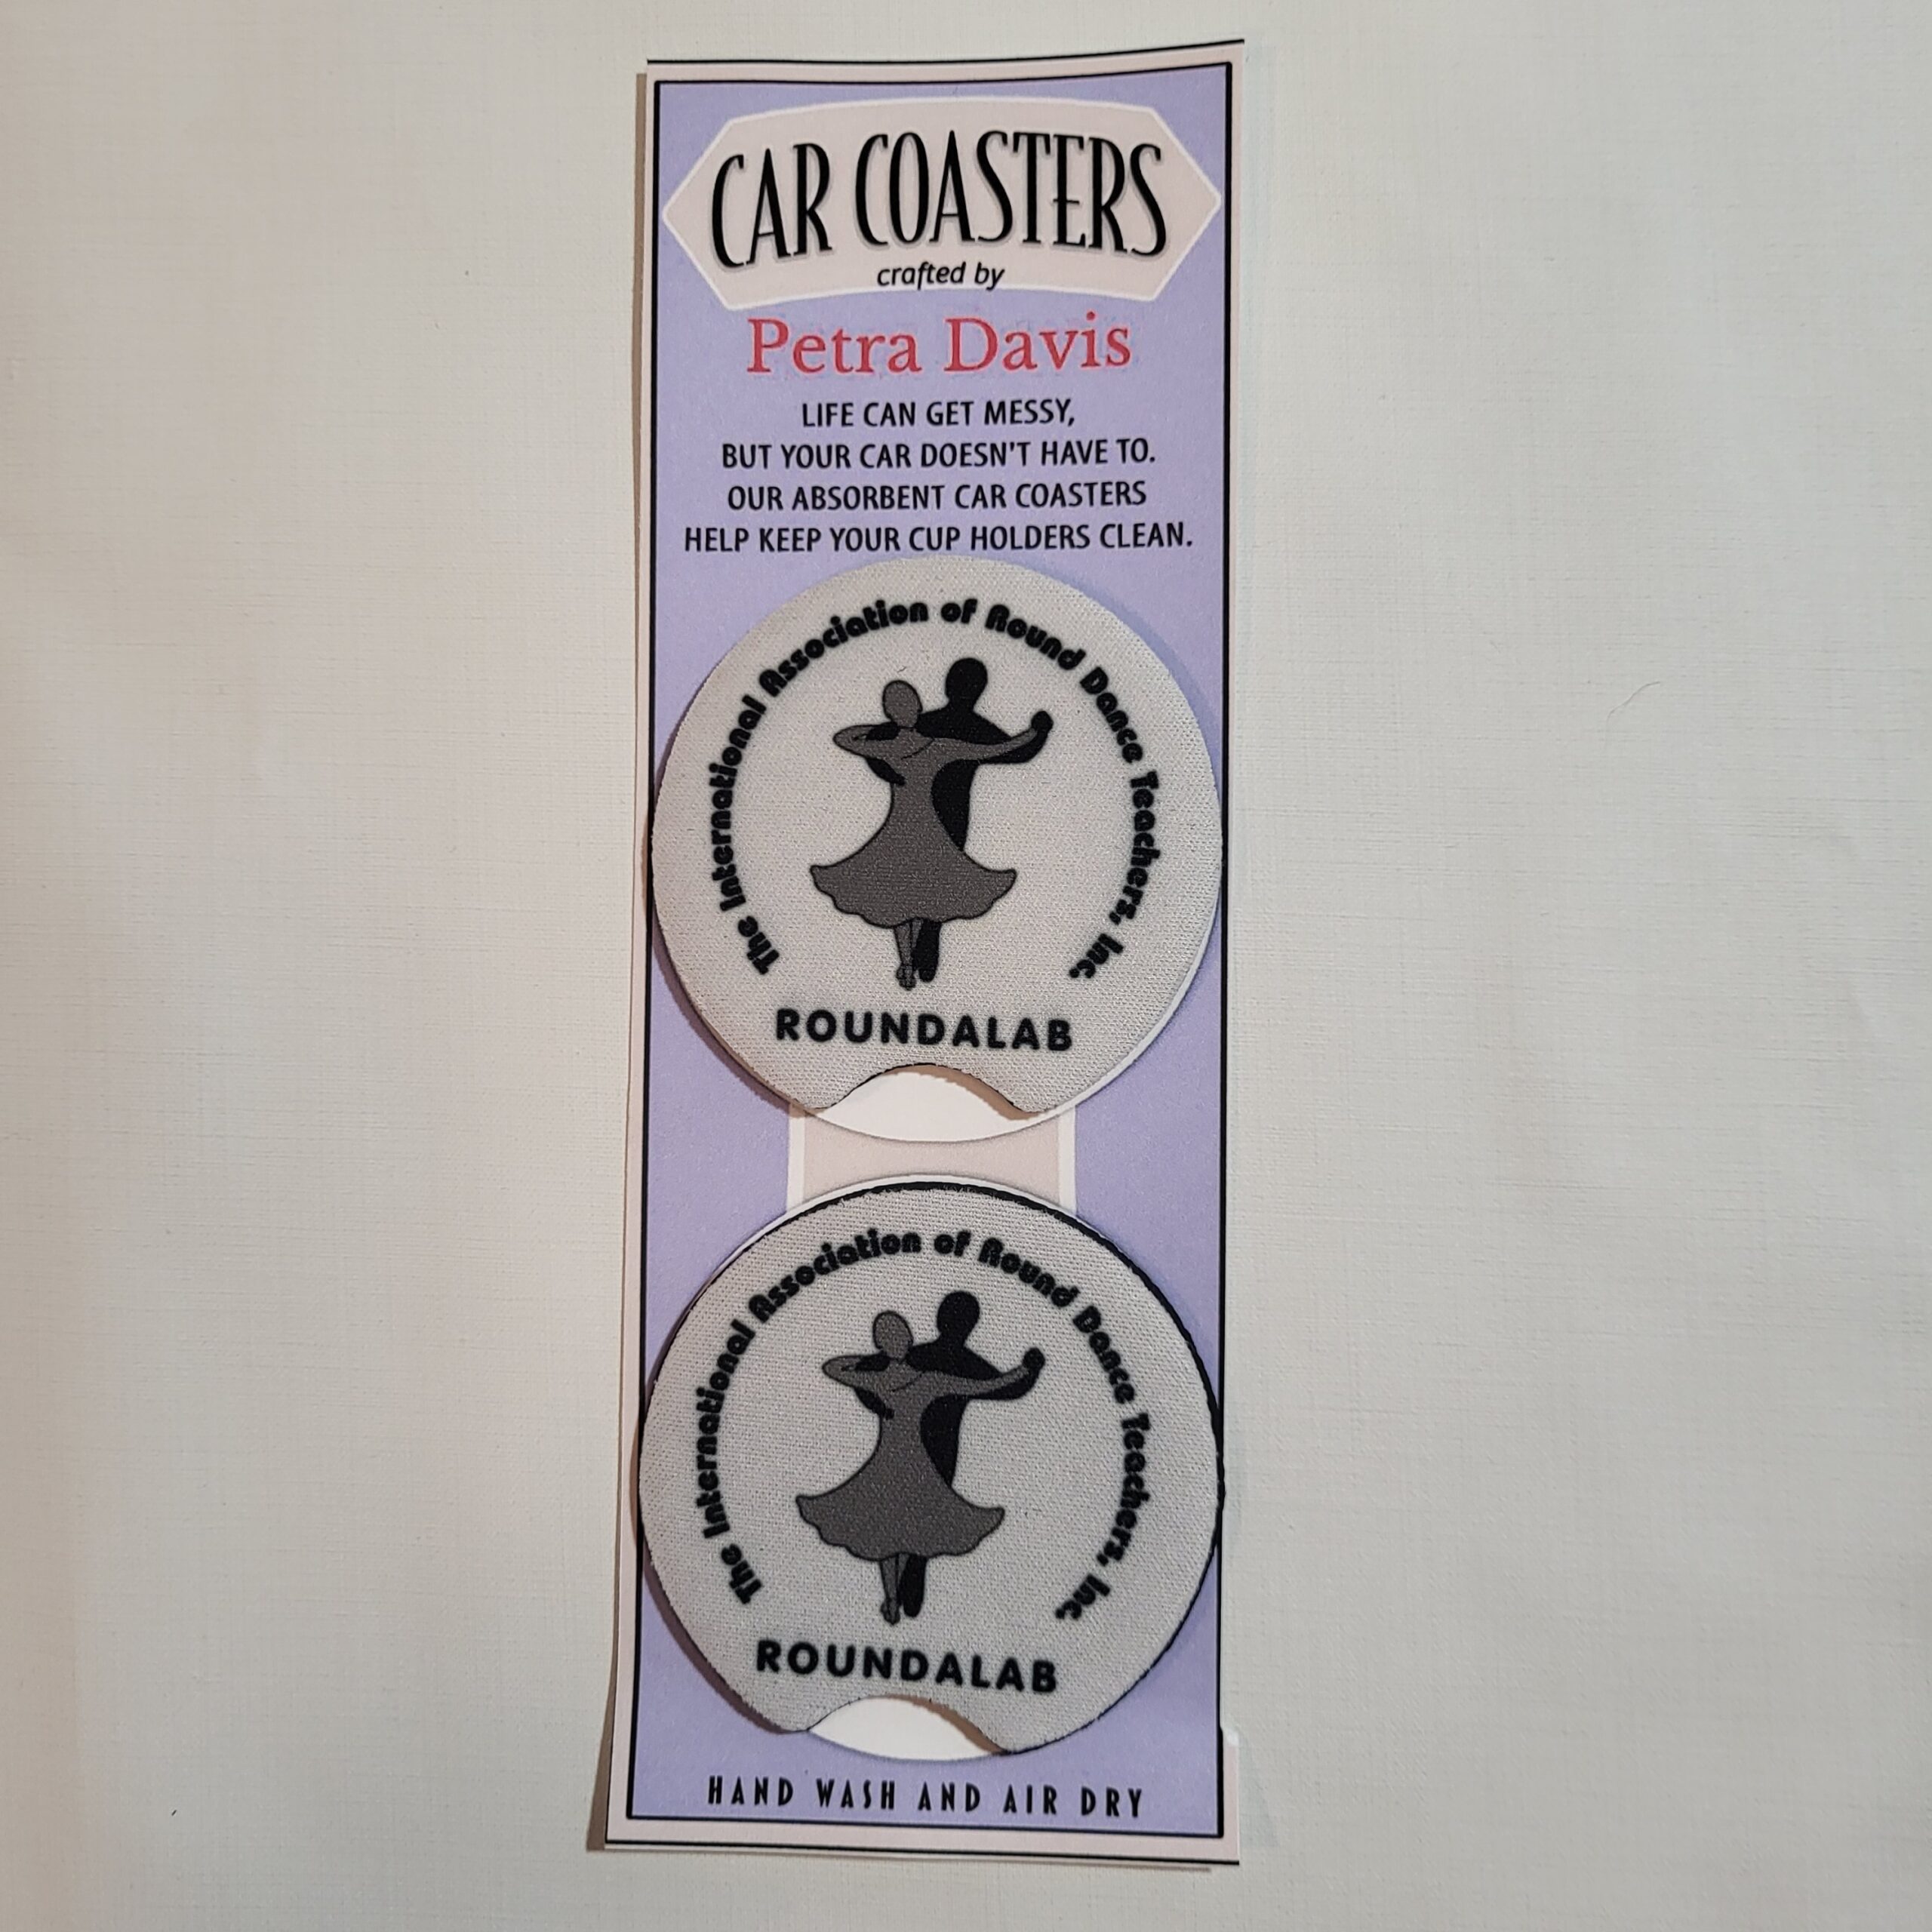 CAR COASTERS
crafted by
Petra Davis
LIFE CAN GET MESSY,
BUT YOUR CAR DOESN'T HAVE TO.
OUR ABSORBENT CAR COASTERS
HELP KEEP YOUR CUP HOLDERS CLEAN.
The International Association of Round Dance Teachers, Inc.
ROUNDALAB
The International Association of Round Dance Teachers, Inc.
ROUNDALAB
HAND WASH AND AIR DRY